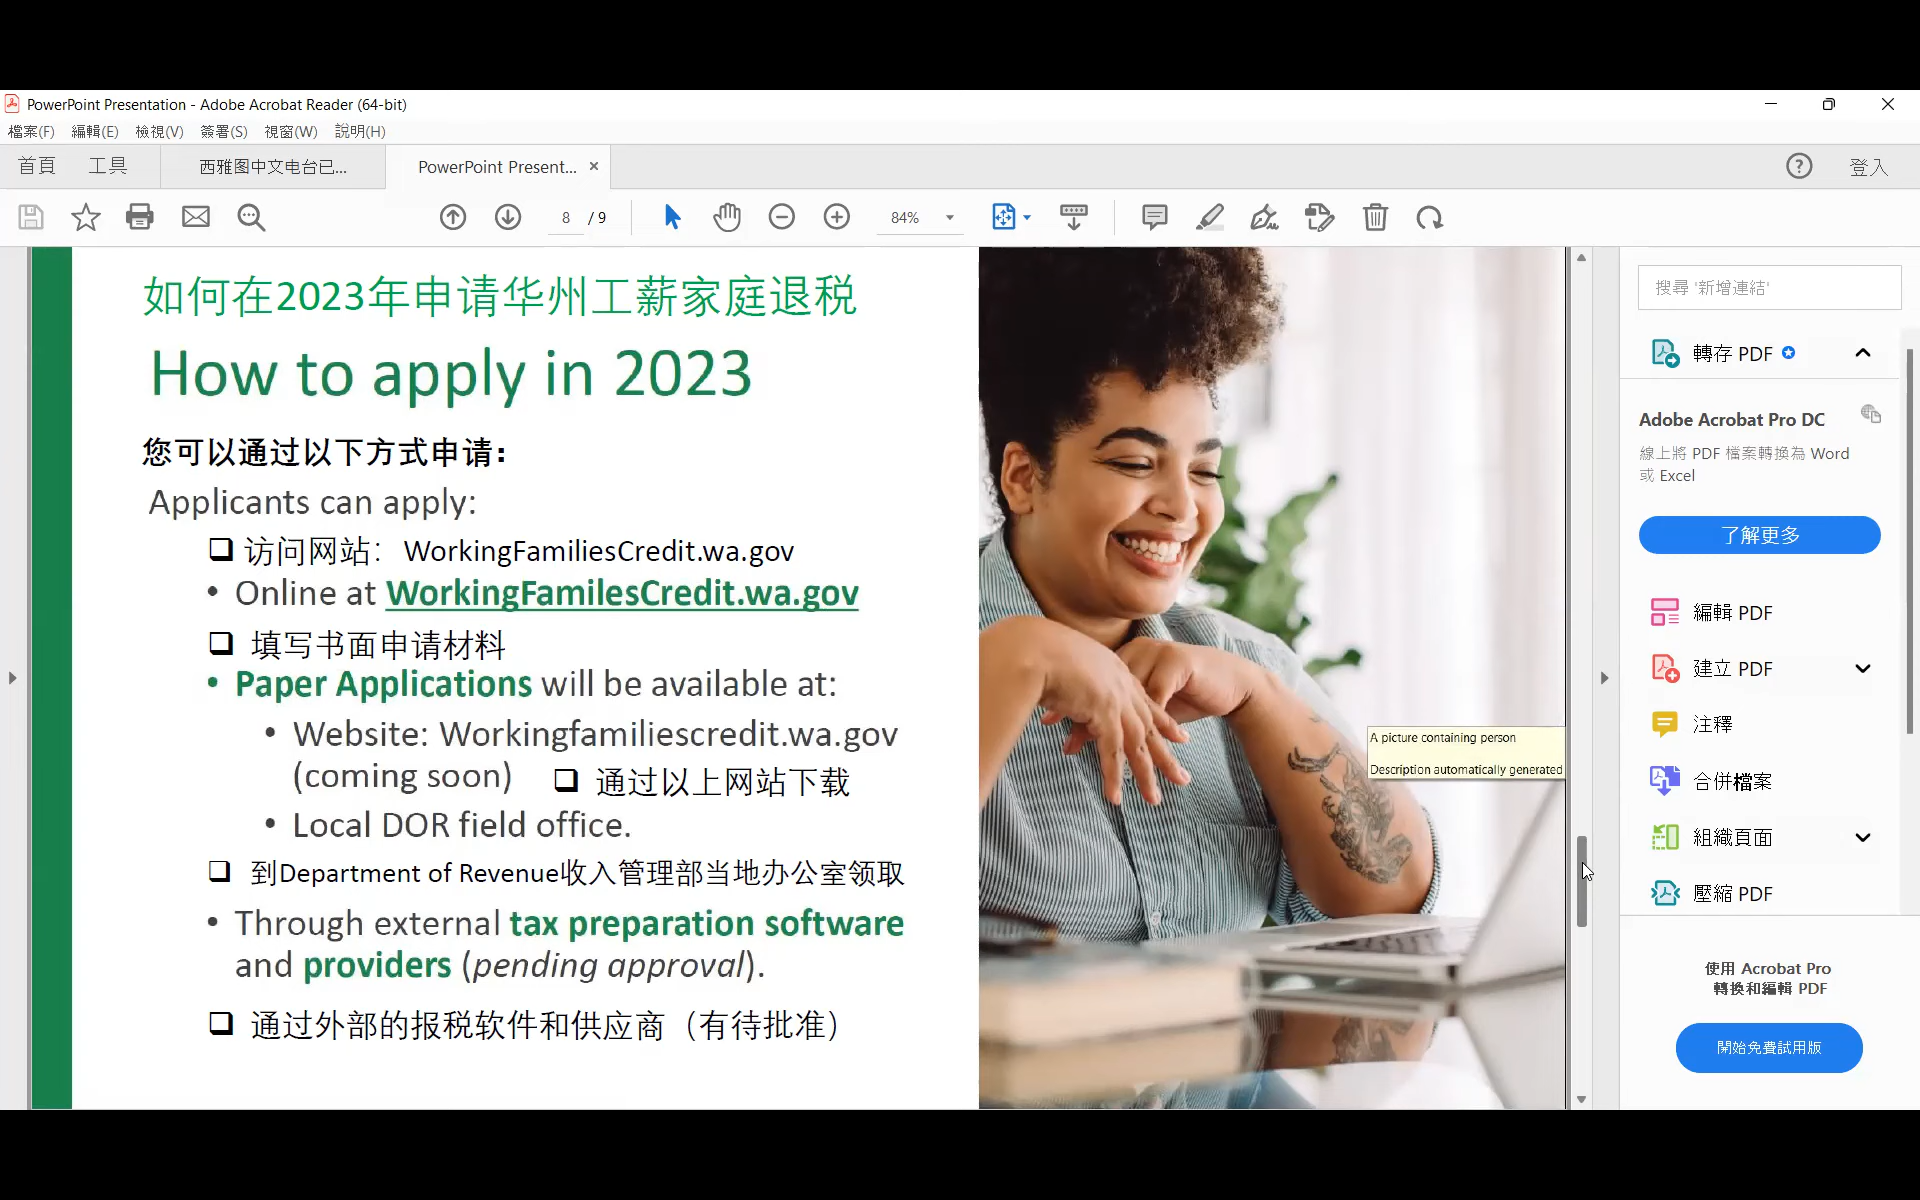 PowerPoint Presentation - Adobe Acrobat Reader (64-bit)
檔案(F) 編輯(E) 檢視(V) 簽署(S) 視窗(W) 說明(H)
首頁 工具 西雅图中文电台已... PowerPoint Present... × 登入
8 / 9 84%
如何在2023年申请华州工薪家庭退税
How to apply in 2023
您可以通过以下方式申请：
Applicants can apply:
❑ 访问网站： WorkingFamiliesCredit.wa.gov
• Online at WorkingFamilesCredit.wa.gov
❑ 填写书面申请材料
• Paper Applications will be available at:
• Website: Workingfamiliescredit.wa.gov
(coming soon) ❑ 通过以上网站下载
• Local DOR field office.
❑ 到Department of Revenue收入管理部当地办公室领取
• Through external tax preparation software
and providers (pending approval).
❑ 通过外部的报税软件和供应商（有待批准）
A picture containing person
Description automatically generated
搜尋 '新增連結'
轉存 PDF
Adobe Acrobat Pro DC
線上將 PDF 檔案轉換為 Word
或 Excel
了解更多
編輯 PDF
建立 PDF
注釋
合併檔案
組織頁面
壓縮 PDF
使用 Acrobat Pro
轉換和編輯 PDF
開始免費試用版